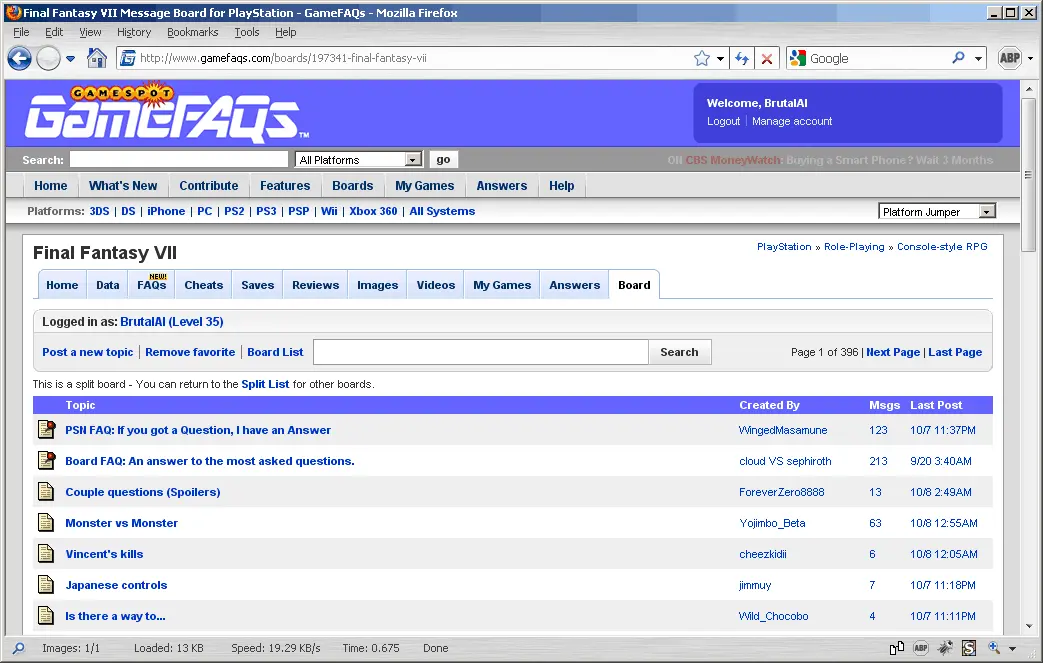 Final Fantasy VII Message Board for PlayStation - GameFAQs - Mozilla Firefox
File Edit View History Bookmarks Tools Help
http://www.gamefaqs.com/boards/197341-final-fantasy-vii Google ABP
GAMESPOT
GameFAQs™
Welcome, BrutalAl
Logout | Manage account
Search: All Platforms go On CBS MoneyWatch: Buying a Smart Phone? Wait 3 Months
Home What's New Contribute Features Boards My Games Answers Help
Platforms: 3DS | DS | iPhone | PC | PS2 | PS3 | PSP | Wii | Xbox 360 | All Systems Platform Jumper
Final Fantasy VII PlayStation » Role-Playing » Console-style RPG
NEW!
Home Data FAQs Cheats Saves Reviews Images Videos My Games Answers Board
Logged in as: BrutalAl (Level 35)
Post a new topic | Remove favorite | Board List Search Page 1 of 396 | Next Page | Last Page
This is a split board - You can return to the Split List for other boards.
Topic Created By Msgs Last Post
PSN FAQ: If you got a Question, I have an Answer WingedMasamune 123 10/7 11:37PM
Board FAQ: An answer to the most asked questions. cloud VS sephiroth 213 9/20 3:40AM
Couple questions (Spoilers) ForeverZero8888 13 10/8 2:49AM
Monster vs Monster Yojimbo_Beta 63 10/8 12:55AM
Vincent's kills cheezkidii 6 10/8 12:05AM
Japanese controls jimmuy 7 10/7 11:18PM
Is there a way to... Wild_Chocobo 4 10/7 11:11PM
Images: 1/1 Loaded: 13 KB Speed: 19.29 KB/s Time: 0.675 Done ABP S